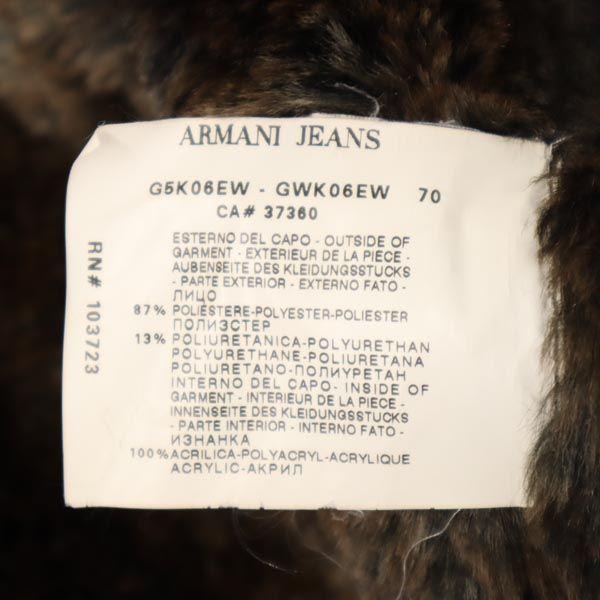 ARMANI JEANS
G5K06EW - GWK06EW 70
CA# 37360
ESTERNO DEL CAPO - OUTSIDE OF
GARMENT - EXTERIEUR DE LA PIECE -
AUBENSEITE DES KLEIDUNGSSTUCKS
- PARTE EXTERIOR - EXTERNO FATO -
ЛИЦО
87% POLIESTERE-POLYESTER-POLIESTER
ПОЛИЭСТЕР
13% POLIURETANICA-POLYURETHAN
POLYURETHANE-POLIURETANA
POLIURETANO-ПОЛИУРЕТАН
INTERNO DEL CAPO - INSIDE OF
GARMENT - INTERIEUR DE LA PIECE -
INNENSEITE DES KLEIDUNGSSTUCKS
- PARTE INTERIOR - INTERNO FATO -
ИЗНАНКА
100% ACRILICA-POLYACRYL-ACRYLIQUE
ACRYLIC-АКРИЛ
RN# 103723